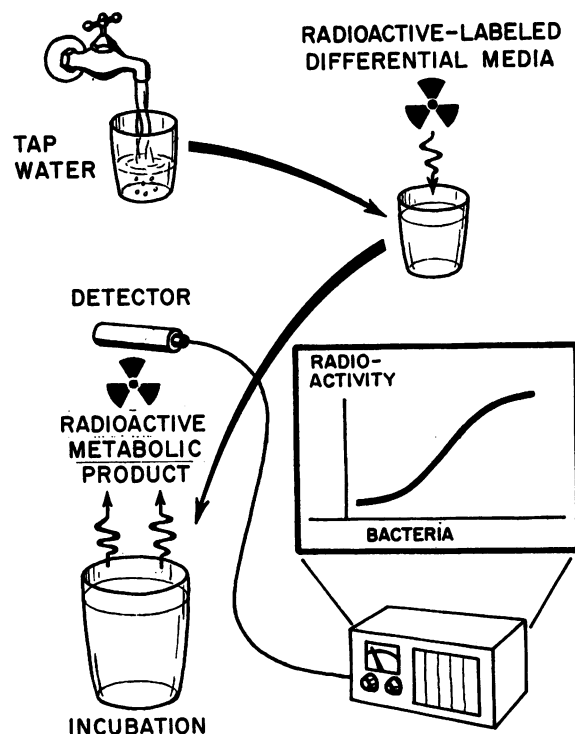 RADIOACTIVE-LABELED
DIFFERENTIAL MEDIA
TAP
WATER
DETECTOR
RADIOACTIVE
METABOLIC
PRODUCT
RADIO-
ACTIVITY
BACTERIA
INCUBATION